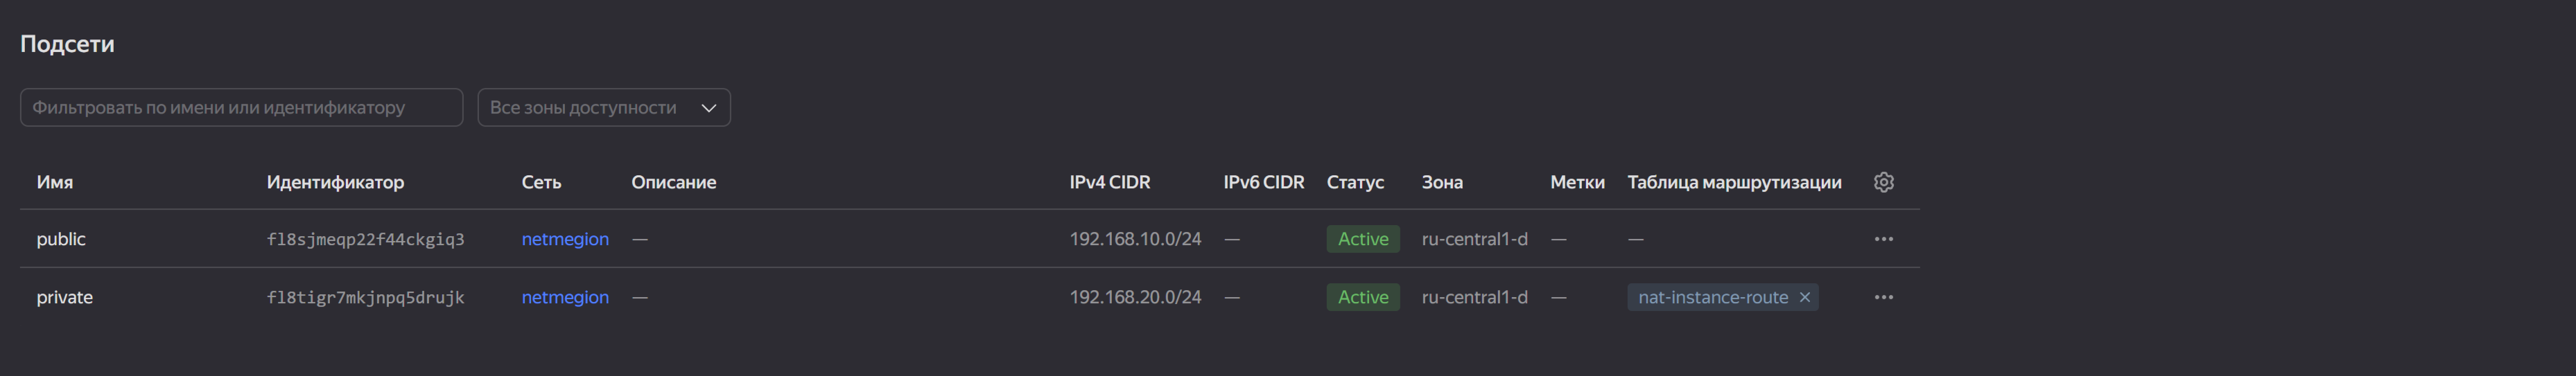 Подсети
Фильтровать по имени или идентификатору Все зоны доступности
Имя Идентификатор Сеть Описание IPv4 CIDR IPv6 CIDR Статус Зона Метки Таблица маршрутизации
public fl8sjmeqp22f44ckgiq3 netmegion — 192.168.10.0/24 — Active ru-central1-d — —
private fl8tigr7mkjnpq5drujk netmegion — 192.168.20.0/24 — Active ru-central1-d — nat-instance-route ×